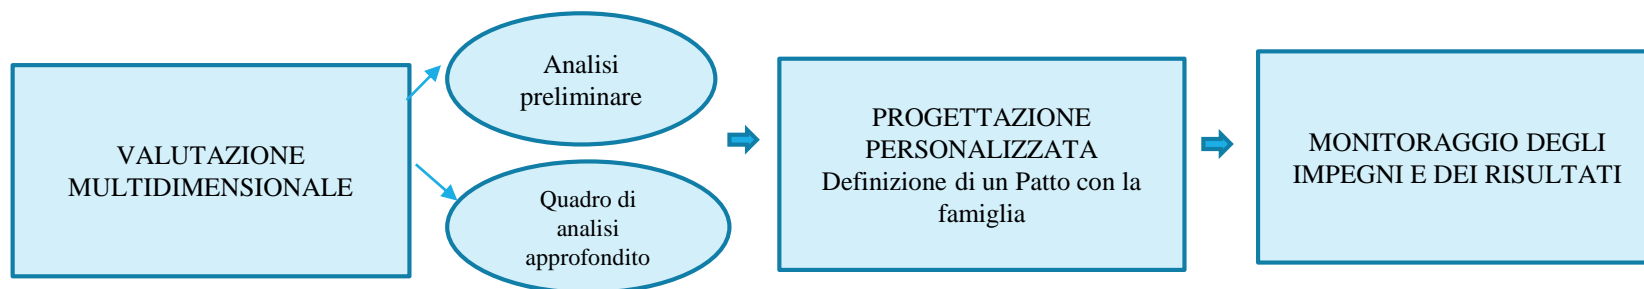 VALUTAZIONE
MULTIDIMENSIONALE
Analisi
preliminare
Quadro di
analisi
approfondito
PROGETTAZIONE
PERSONALIZZATA
Definizione di un Patto con la
famiglia
MONITORAGGIO DEGLI
IMPEGNI E DEI RISULTATI